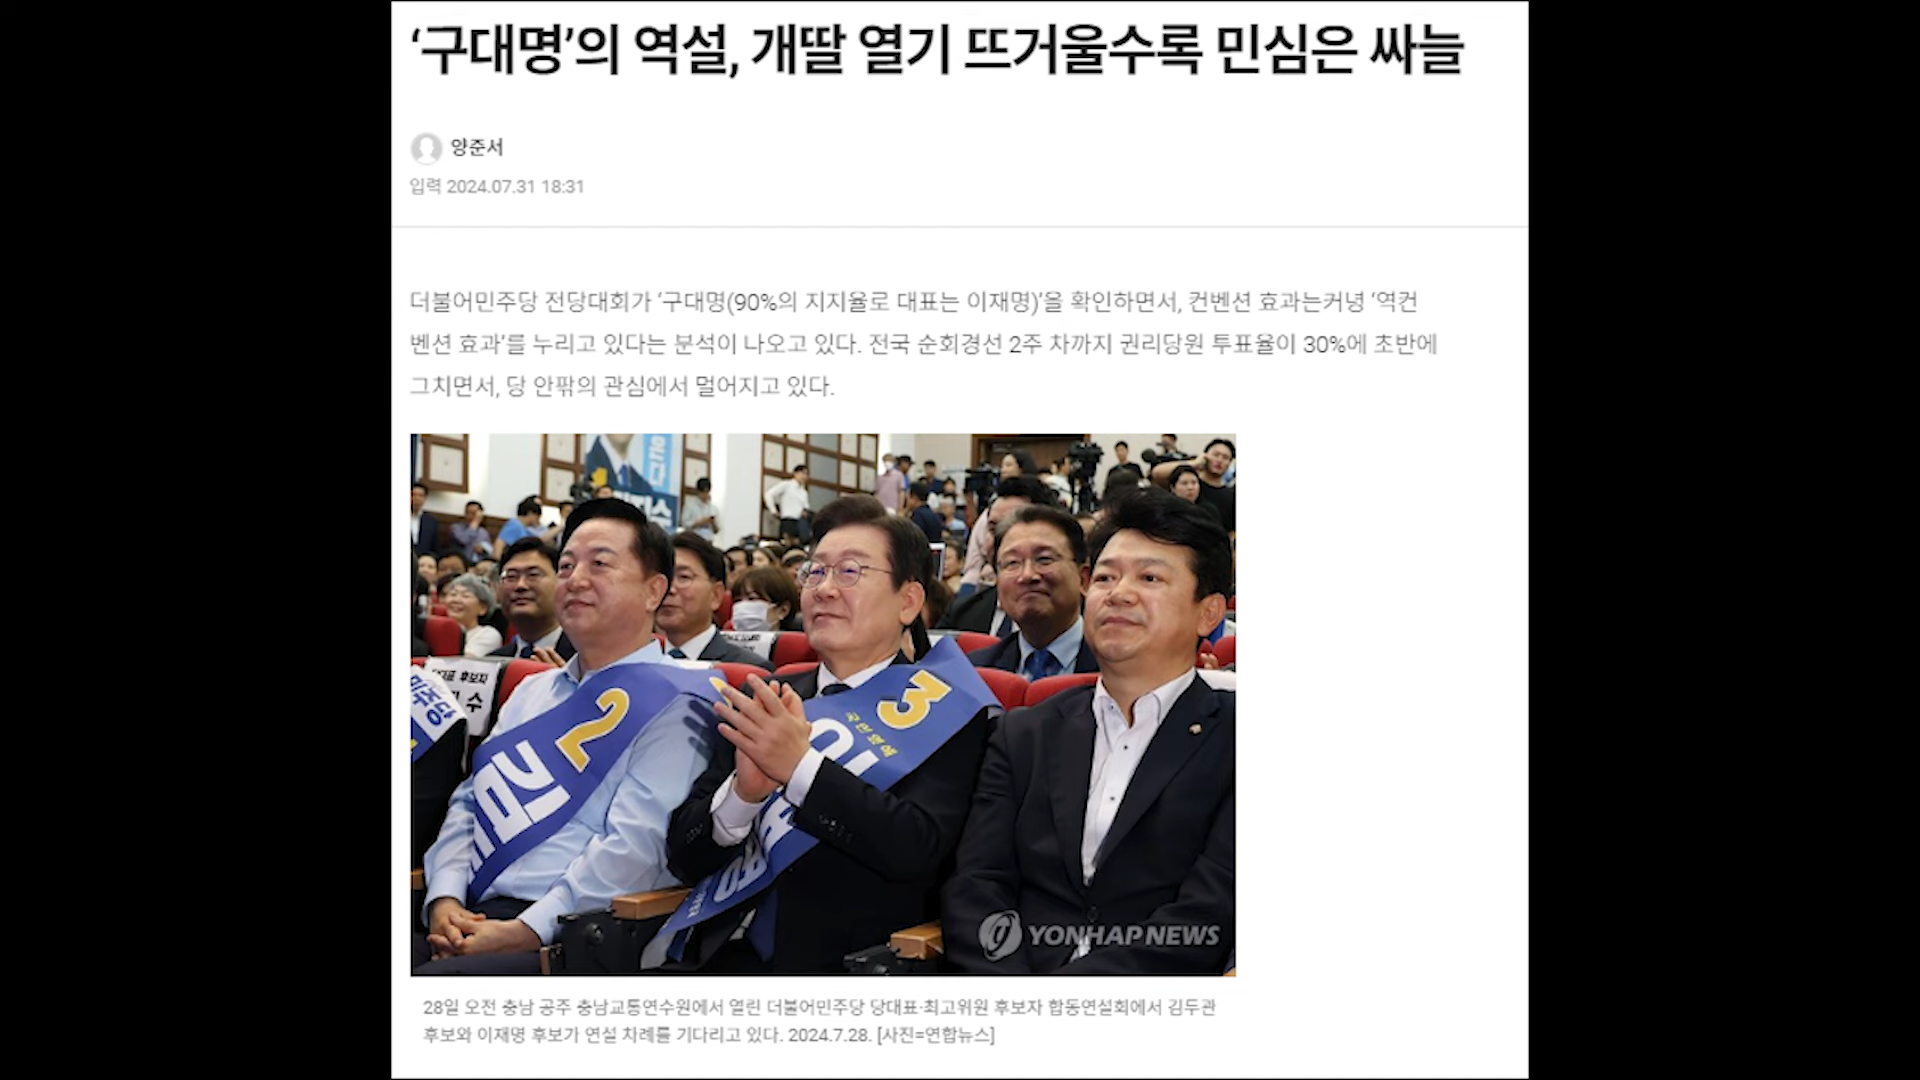 ‘구대명’의 역설, 개딸 열기 뜨거울수록 민심은 싸늘
양준서
입력 2024.07.31 18:31
더불어민주당 전당대회가 ‘구대명(90%의 지지율로 대표는 이재명)’을 확인하면서, 컨벤션 효과는커녕 ‘역컨
벤션 효과’를 누리고 있다는 분석이 나오고 있다. 전국 순회경선 2주 차까지 권리당원 투표율이 30%에 초반에
그치면서, 당 안팎의 관심에서 멀어지고 있다.
후보자
수
민주당
2
김
3
YONHAP NEWS
28일 오전 충남 공주 충남교통연수원에서 열린 더불어민주당 당대표·최고위원 후보자 합동연설회에서 김두관
후보와 이재명 후보가 연설 차례를 기다리고 있다. 2024.7.28. [사진=연합뉴스]